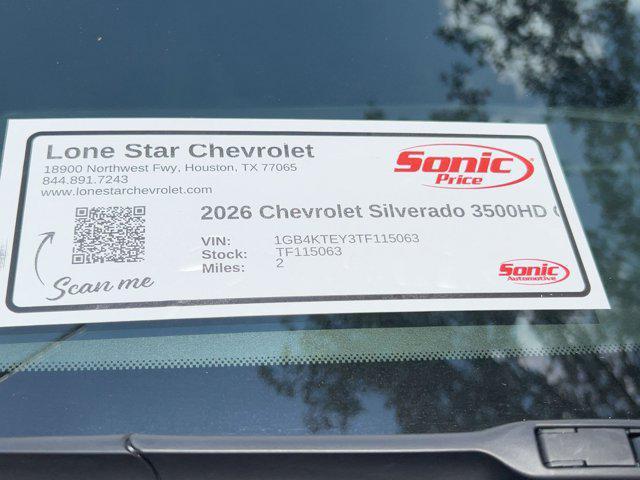 Lone Star Chevrolet
18900 Northwest Fwy, Houston, TX 77065
844.891.7243
www.lonestarchevrolet.com
Sonic
Price
2026 Chevrolet Silverado 3500HD
VIN: 1GB4KTEY3TF115063
Stock: TF115063
Miles: 2
Scan me
Sonic
Automotive